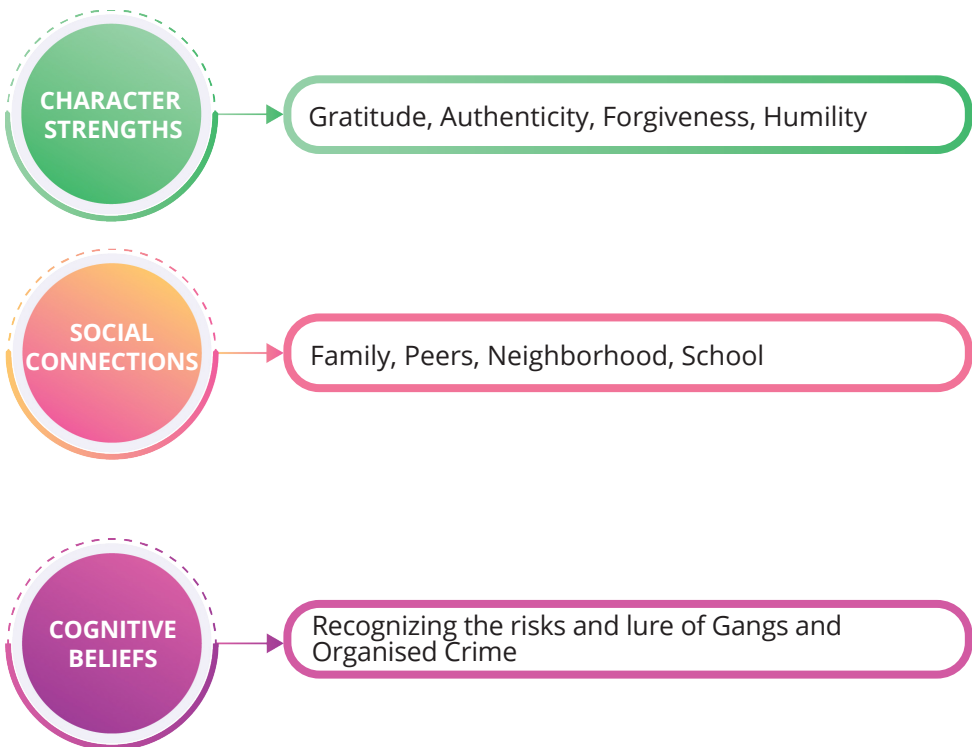 CHARACTER
STRENGTHS
Gratitude, Authenticity, Forgiveness, Humility
SOCIAL
CONNECTIONS
Family, Peers, Neighborhood, School
COGNITIVE
BELIEFS
Recognizing the risks and lure of Gangs and
Organised Crime